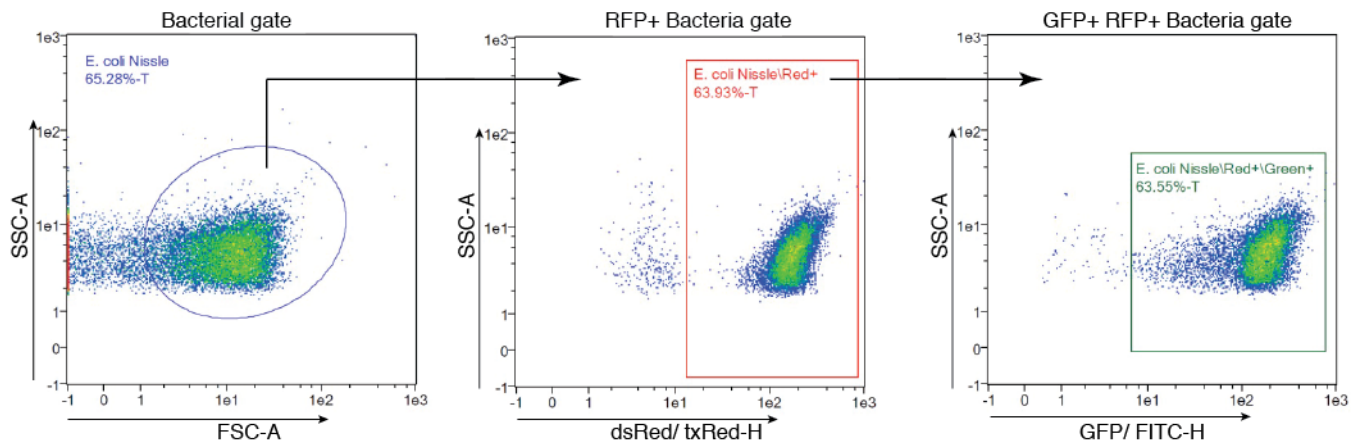 Bacterial gate
RFP+ Bacteria gate
GFP+ RFP+ Bacteria gate
1e3
E. coli Nissle
65.28%-T
1e2
1e1
1
0
-1
SSC-A
-1 0 1 1e1 1e2 1e3
FSC-A
1e3
E. coli Nissle\Red+
63.93%-T
1e2
1e1
1
0
-1
SSC-A
-1 0 1 1e1 1e2 1e3
dsRed/ txRed-H
1e3
1e2
E. coli Nissle\Red+\Green+
63.55%-T
1e1
1
0
-1
SSC-A
-1 0 1 1e1 1e2 1e3
GFP/ FITC-H